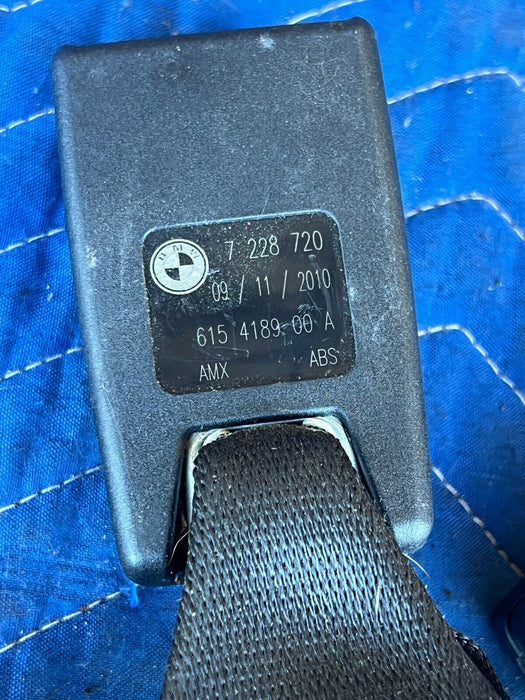 BMW
7 228 720
09 / 11 / 2010
615 4189 00 A
AMX ABS